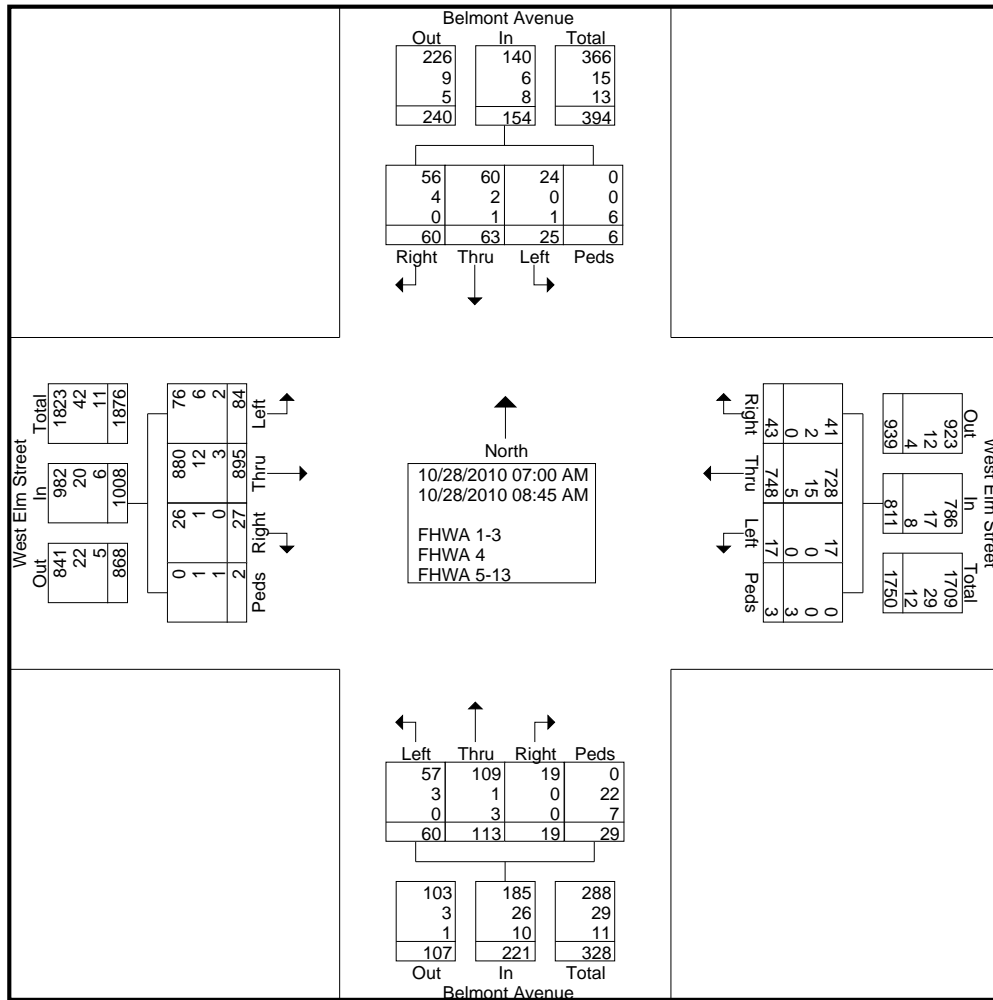 Belmont Avenue
Out In Total
226 140 366
9 6 15
5 8 13
240 154 394
56 60 24 0
4 2 0 0
0 1 1 6
60 63 25 6
Right Thru Left Peds
West Elm Street
Total In Out
1823 982 841
42 20 22
11 6 5
1876 1008 868
76 880 26 0
6 12 1 1
2 3 0 1
84 895 27 2
Left Thru Right Peds
North
10/28/2010 07:00 AM
10/28/2010 08:45 AM
FHWA 1-3
FHWA 4
FHWA 5-13
Right Thru Left Peds
41 728 17 0
2 15 0 0
0 5 0 3
43 748 17 3
West Elm Street
Out In Total
923 786 1709
12 17 29
4 8 12
939 811 1750
Left Thru Right Peds
57 109 19 0
3 1 0 22
0 3 0 7
60 113 19 29
103 185 288
3 26 29
1 10 11
107 221 328
Out In Total
Belmont Avenue